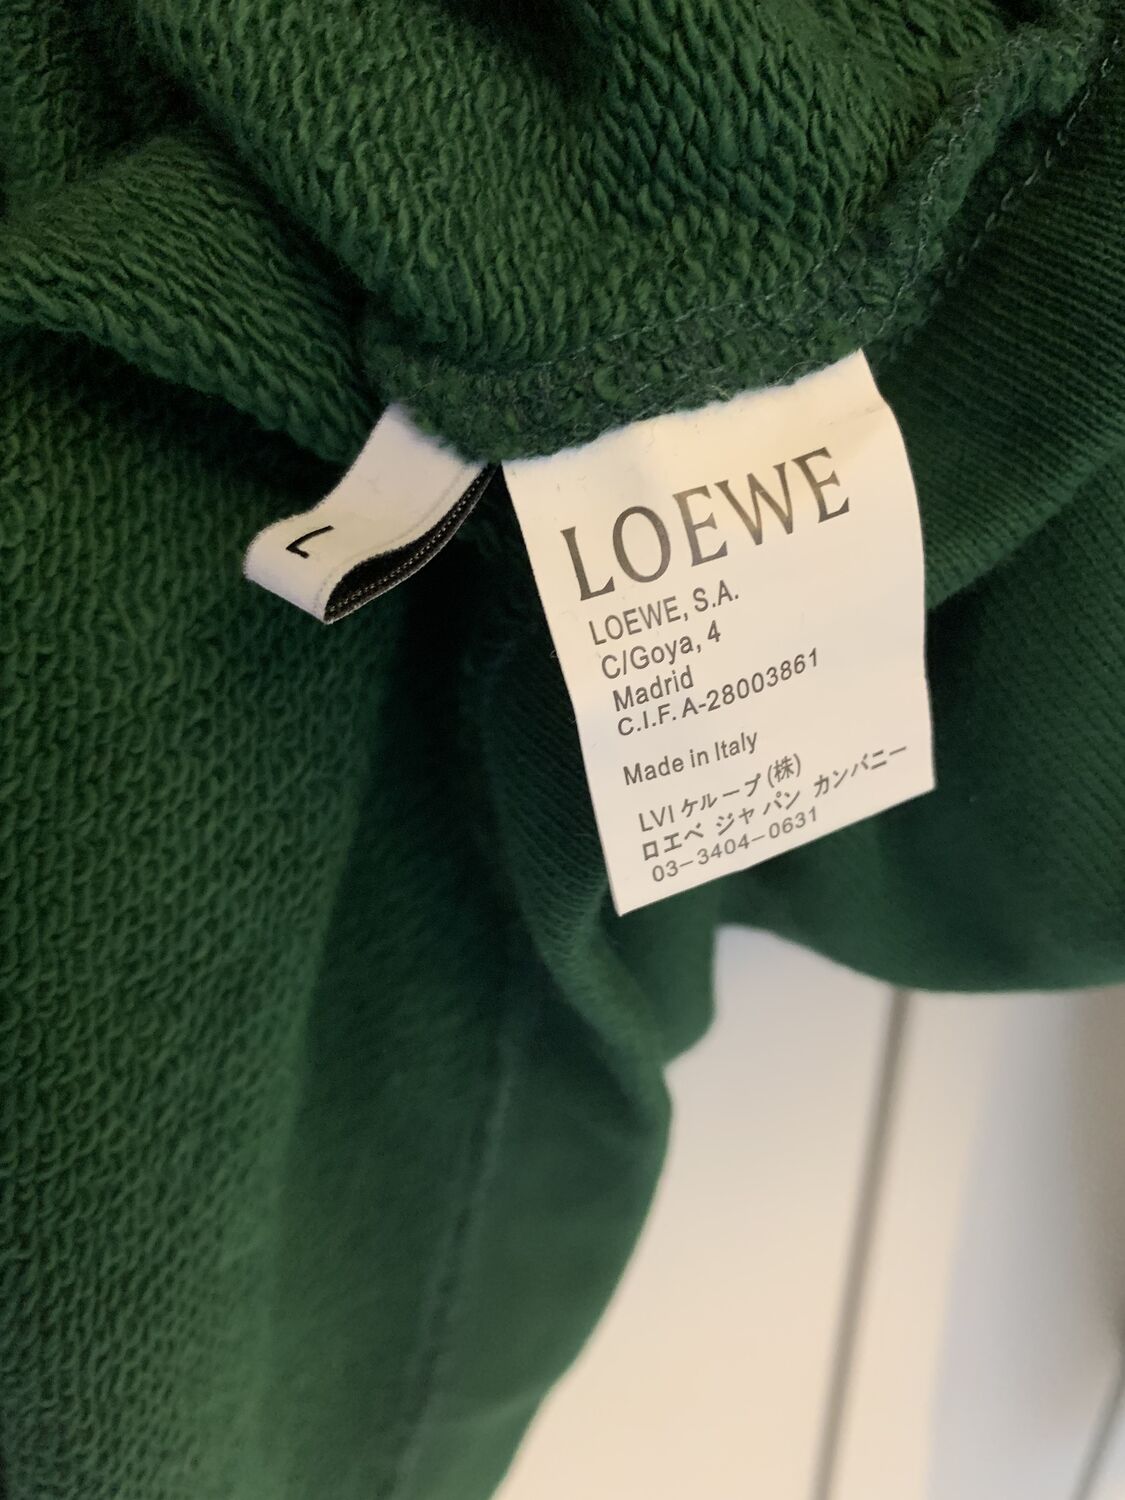 L
LOEWE
LOEWE, S.A.
C/Goya, 4
Madrid
C.I.F. A-28003861
Made in Italy
LVI ケループ (株)
ロエベ ジャパン カンバニー
03-3404-0631